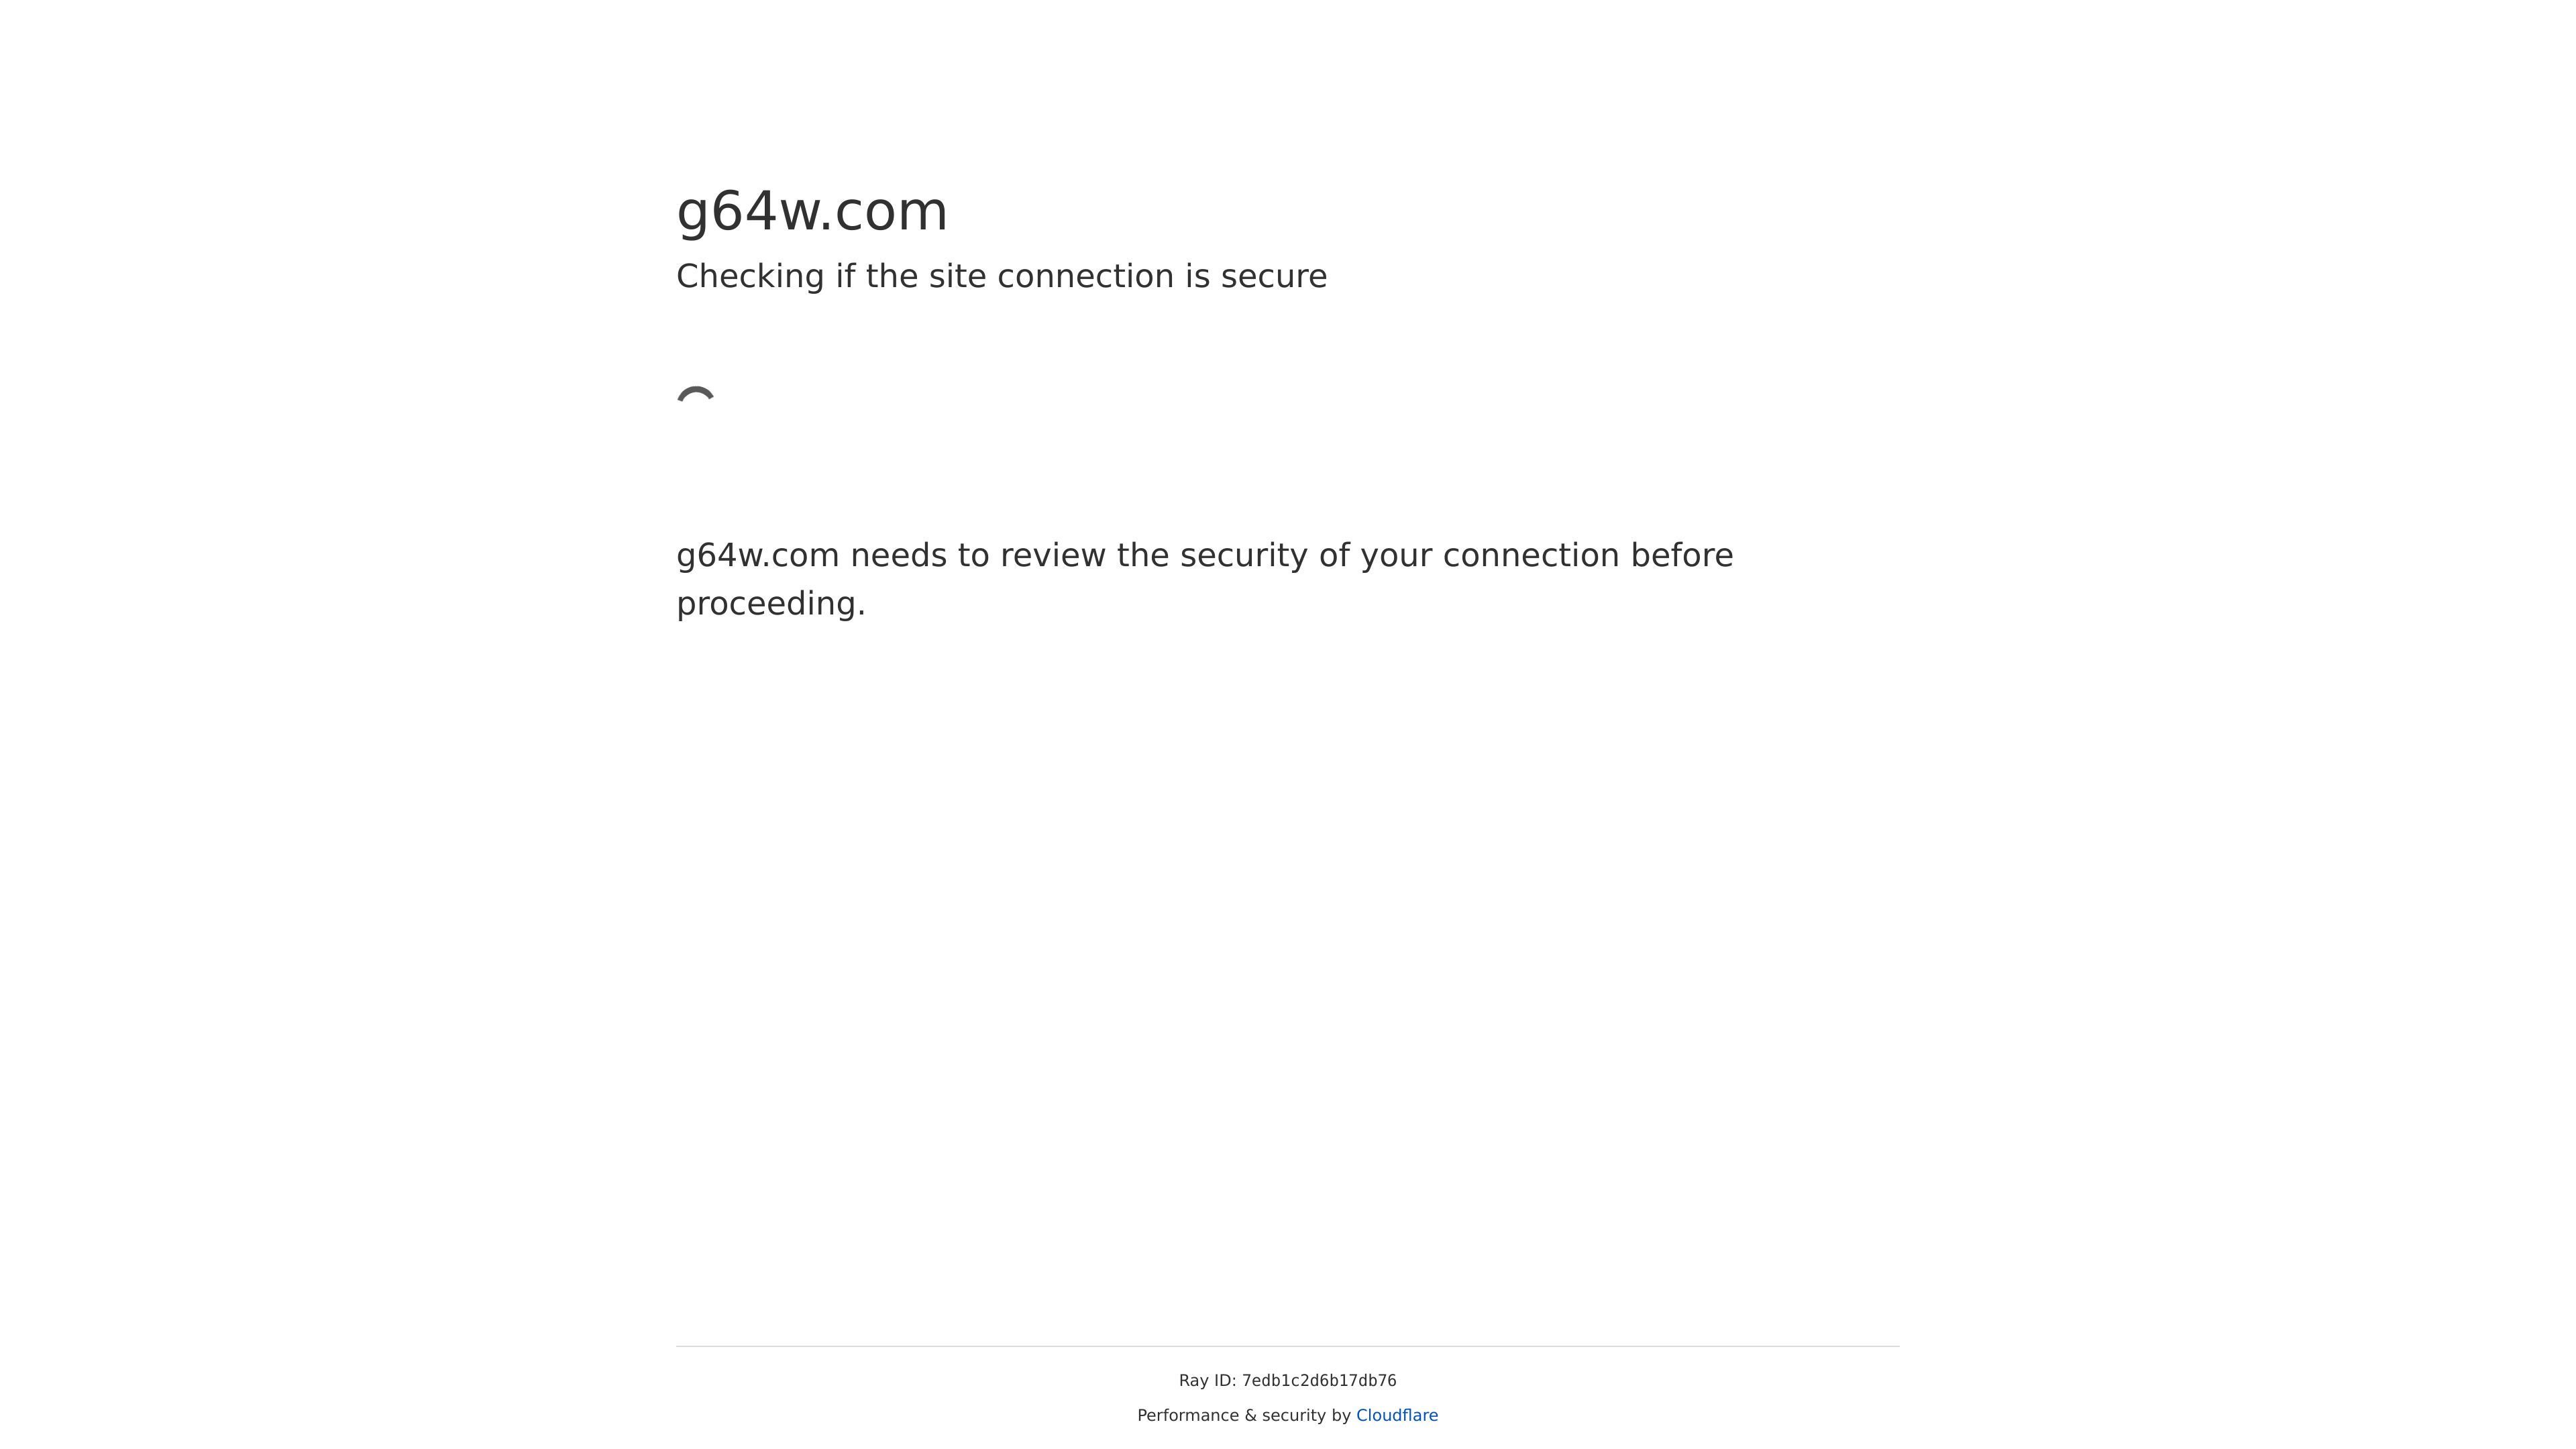 g64w.com
Checking if the site connection is secure
g64w.com needs to review the security of your connection before
proceeding.
Ray ID: 7edb1c2d6b17db76
Performance & security by Cloudflare